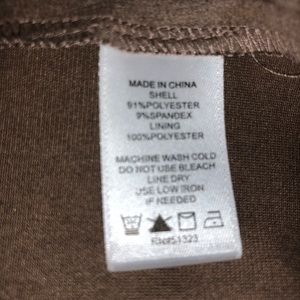 MADE IN CHINA
SHELL
91%POLYESTER
9%SPANDEX
LINING
100%POLYESTER
MACHINE WASH COLD
DO NOT USE BLEACH
LINE DRY
USE LOW IRON
IF NEEDED